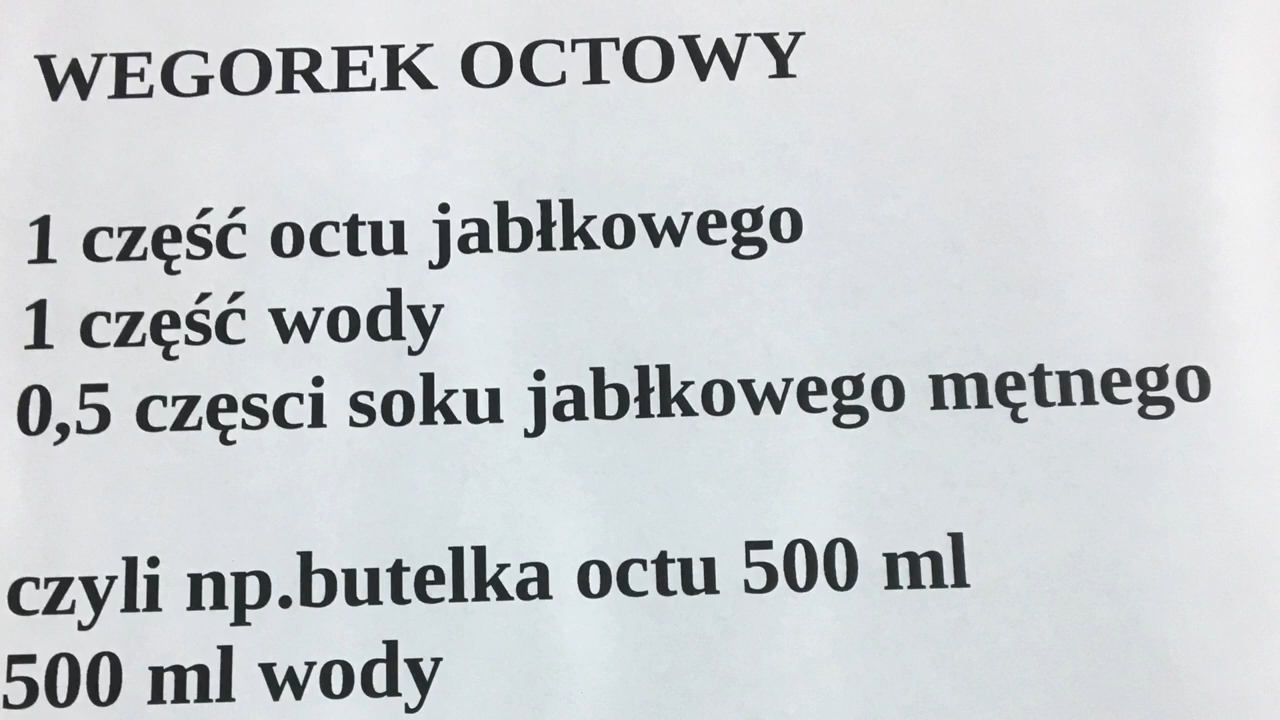 WEGOREK OCTOWY
1 część octu jabłkowego
1 część wody
0,5 częsci soku jabłkowego mętnego
czyli np.butelka octu 500 ml
500 ml wody